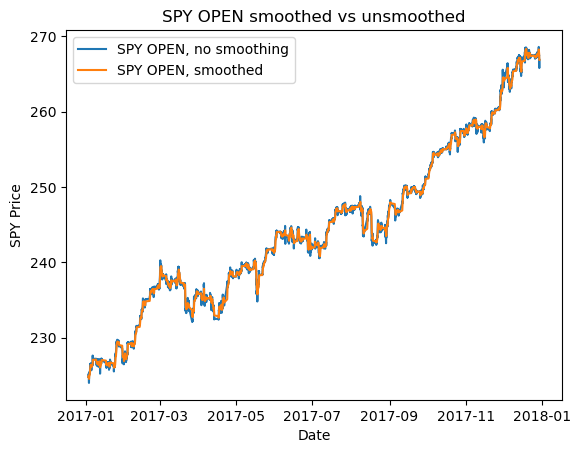 SPY OPEN smoothed vs unsmoothed
SPY OPEN, no smoothing
SPY OPEN, smoothed
270
260
250
240
230
SPY Price
2017-01
2017-03
2017-05
2017-07
2017-09
2017-11
2018-01
Date